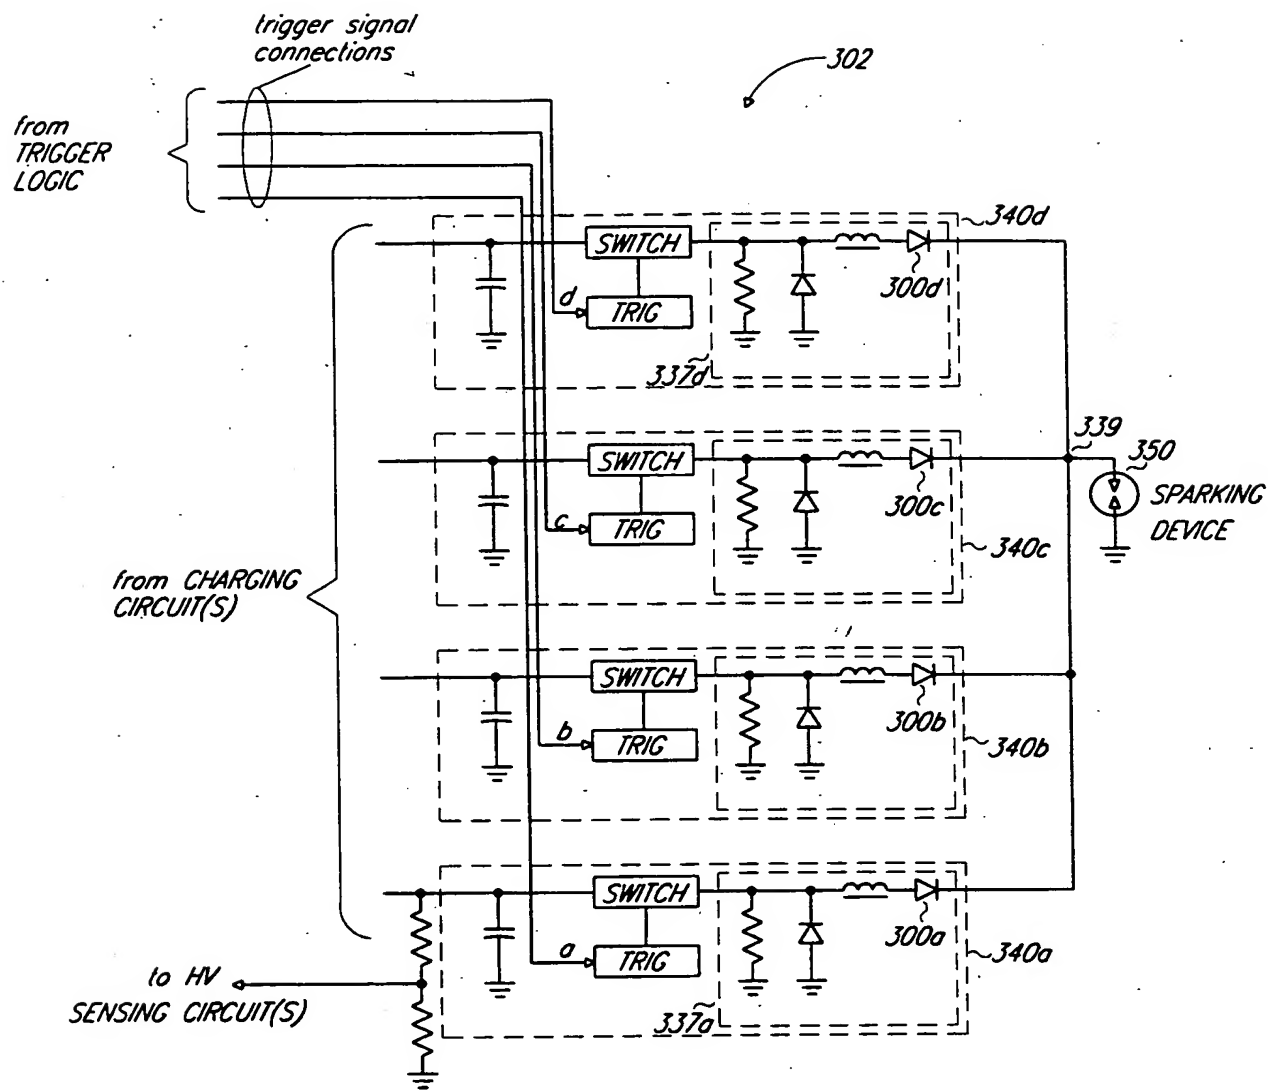 trigger signal
connections
302
from
TRIGGER
LOGIC
340d
SWITCH
300d
d
TRIG
337d
339
350
SWITCH
300c
SPARKING
DEVICE
c
TRIG
340c
from CHARGING
CIRCUIT(S)
SWITCH
300b
b
TRIG
340b
SWITCH
300a
a
TRIG
340a
to HV
SENSING CIRCUIT(S)
337a